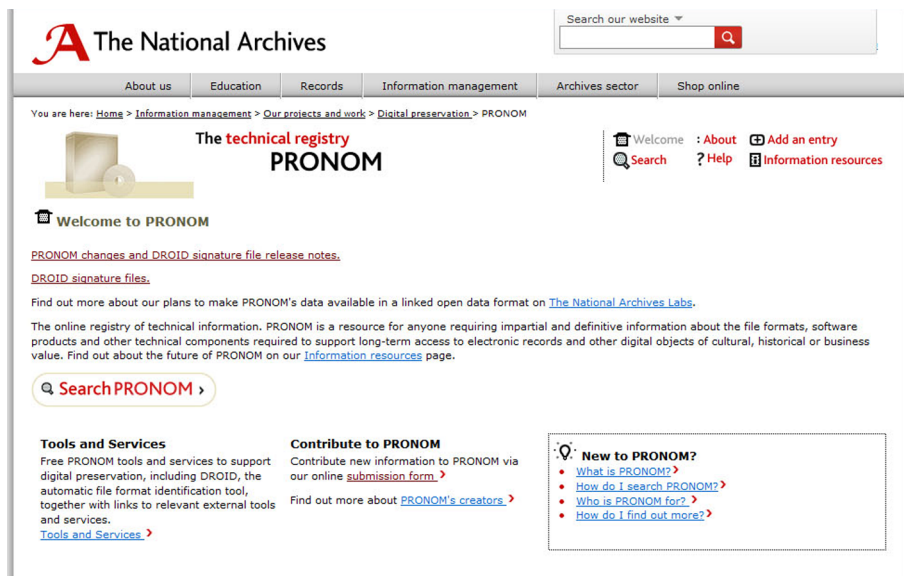 Search our website
The National Archives
About us Education Records Information management Archives sector Shop online
You are here: Home > Information management > Our projects and work > Digital preservation > PRONOM
The technical registry
PRONOM
Welcome : About Add an entry
Search ? Help Information resources
Welcome to PRONOM
PRONOM changes and DROID signature file release notes.
DROID signature files.
Find out more about our plans to make PRONOM's data available in a linked open data format on The National Archives Labs.
The online registry of technical information. PRONOM is a resource for anyone requiring impartial and definitive information about the file formats, software
products and other technical components required to support long-term access to electronic records and other digital objects of cultural, historical or business
value. Find out about the future of PRONOM on our Information resources page.
Search PRONOM ›
Tools and Services
Free PRONOM tools and services to support
digital preservation, including DROID, the
automatic file format identification tool,
together with links to relevant external tools
and services.
Tools and Services
Contribute to PRONOM
Contribute new information to PRONOM via
our online submission form
Find out more about PRONOM's creators
New to PRONOM?
What is PRONOM?
How do I search PRONOM?
Who is PRONOM for?
How do I find out more?